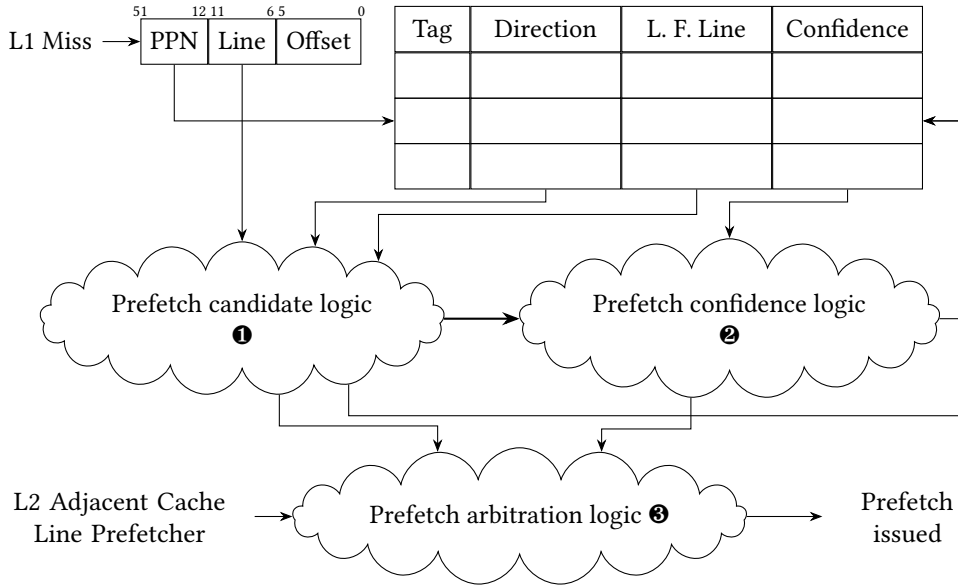 51 12 11 6 5 0
L1 Miss PPN Line Offset
Tag Direction L. F. Line Confidence
Prefetch candidate logic
❶
Prefetch confidence logic
❷
L2 Adjacent Cache
Line Prefetcher
Prefetch arbitration logic ❸
Prefetch
issued